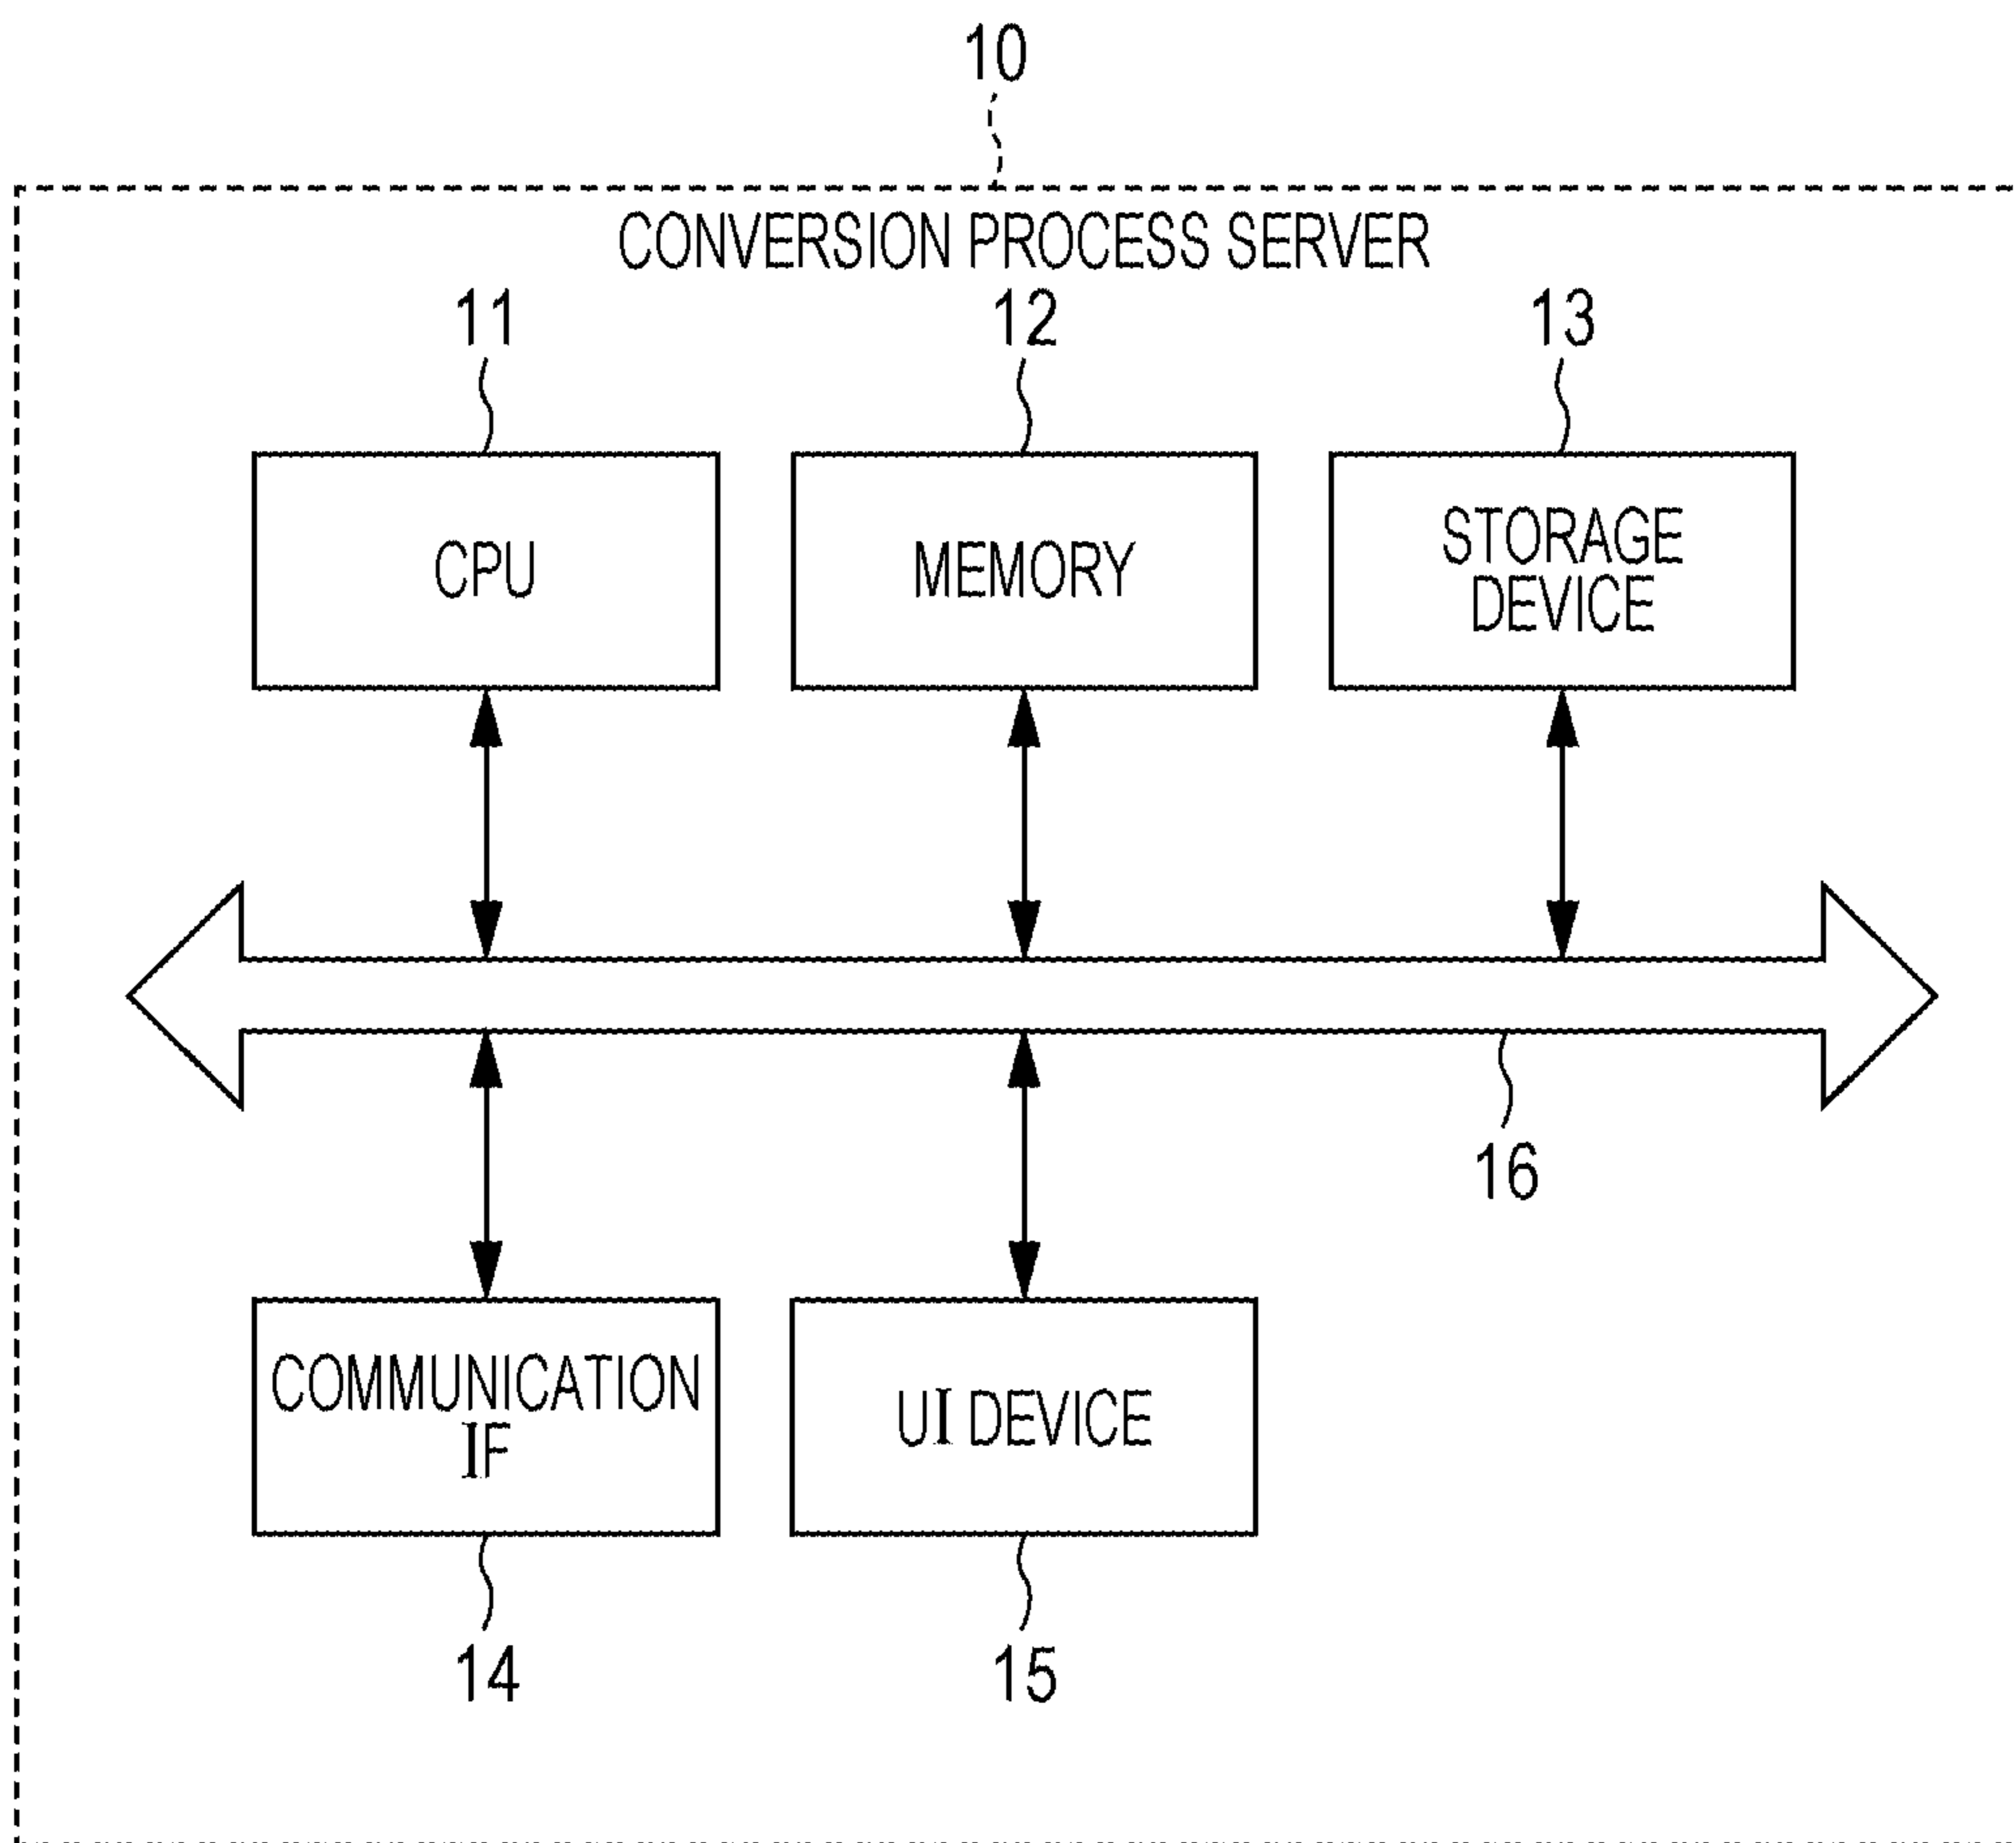 10
CONVERSION PROCESS SERVER
11
12
13
CPU
MEMORY
STORAGE
DEVICE
16
COMMUNICATION
IF
UI DEVICE
14
15